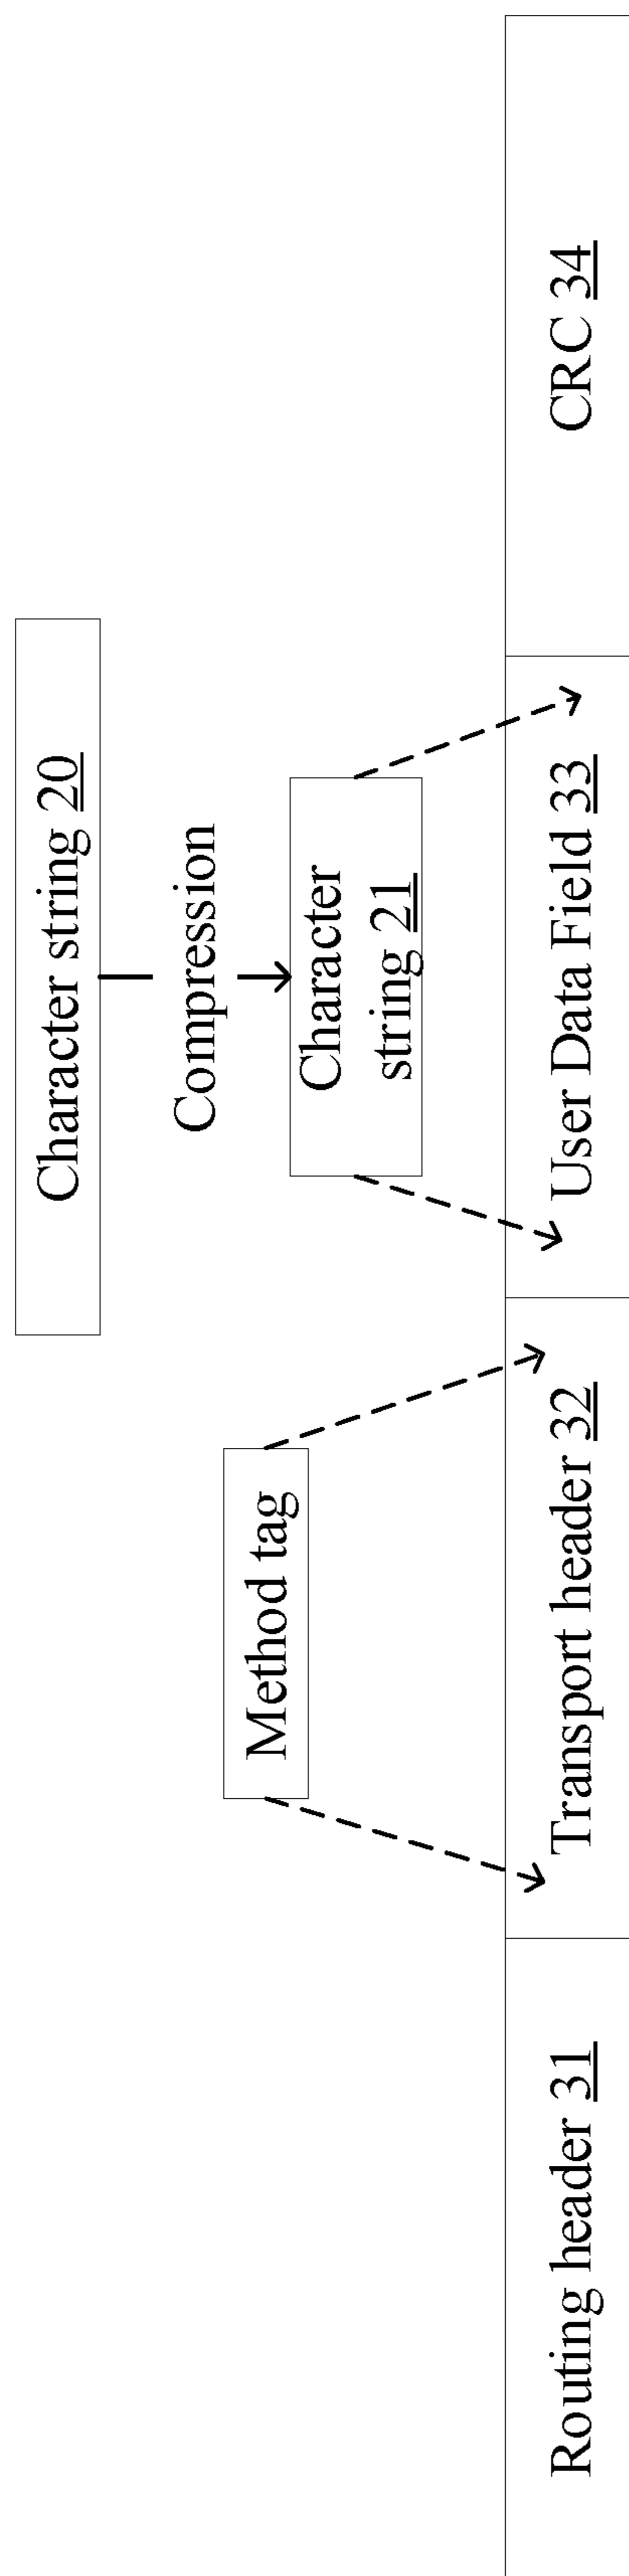 Character string 20
Compression
Character
string 21
Method tag
Routing header 31
Transport header 32
User Data Field 33
CRC 34